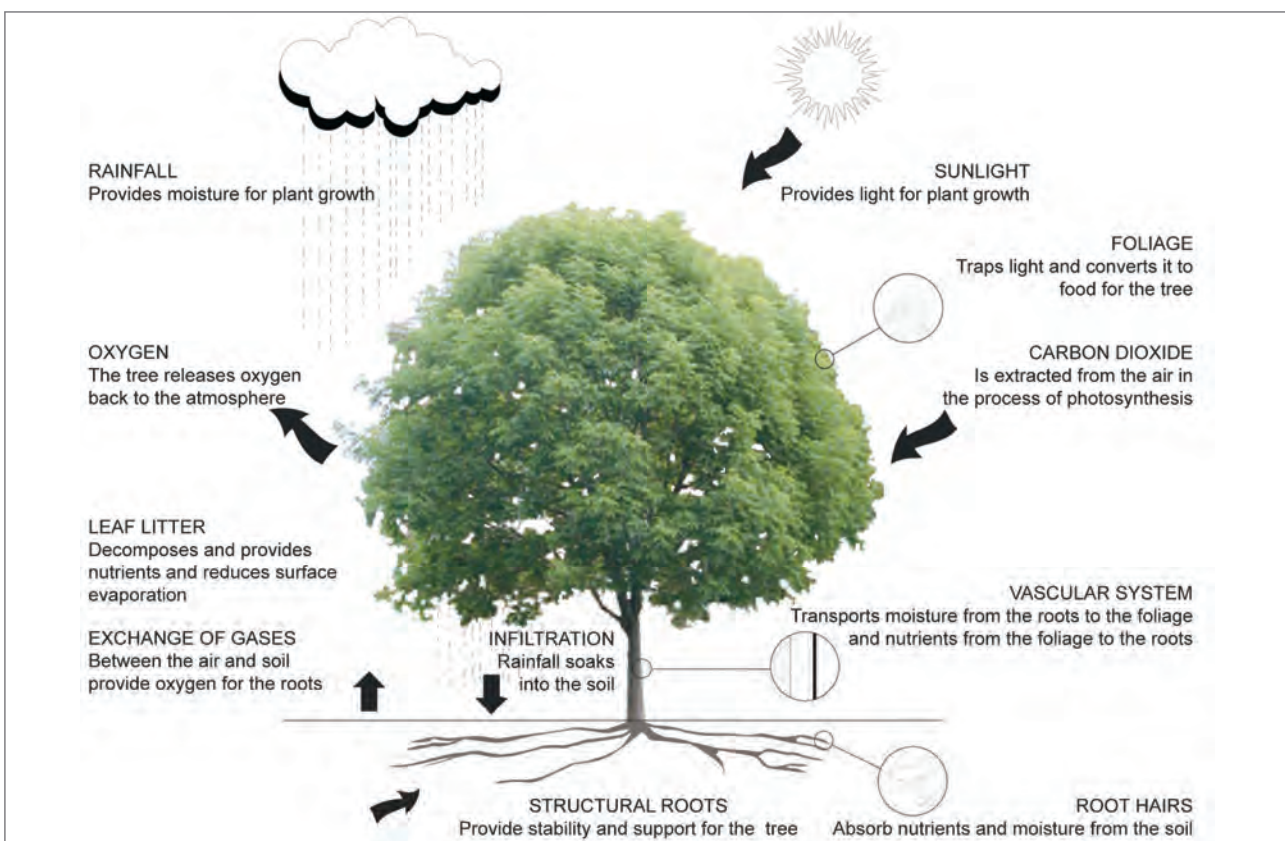 RAINFALL
Provides moisture for plant growth
SUNLIGHT
Provides light for plant growth
FOLIAGE
Traps light and converts it to
food for the tree
OXYGEN
The tree releases oxygen
back to the atmosphere
CARBON DIOXIDE
Is extracted from the air in
the process of photosynthesis
LEAF LITTER
Decomposes and provides
nutrients and reduces surface
evaporation
VASCULAR SYSTEM
Transports moisture from the roots to the foliage
and nutrients from the foliage to the roots
EXCHANGE OF GASES
Between the air and soil
provide oxygen for the roots
INFILTRATION
Rainfall soaks
into the soil
STRUCTURAL ROOTS
Provide stability and support for the tree
ROOT HAIRS
Absorb nutrients and moisture from the soil